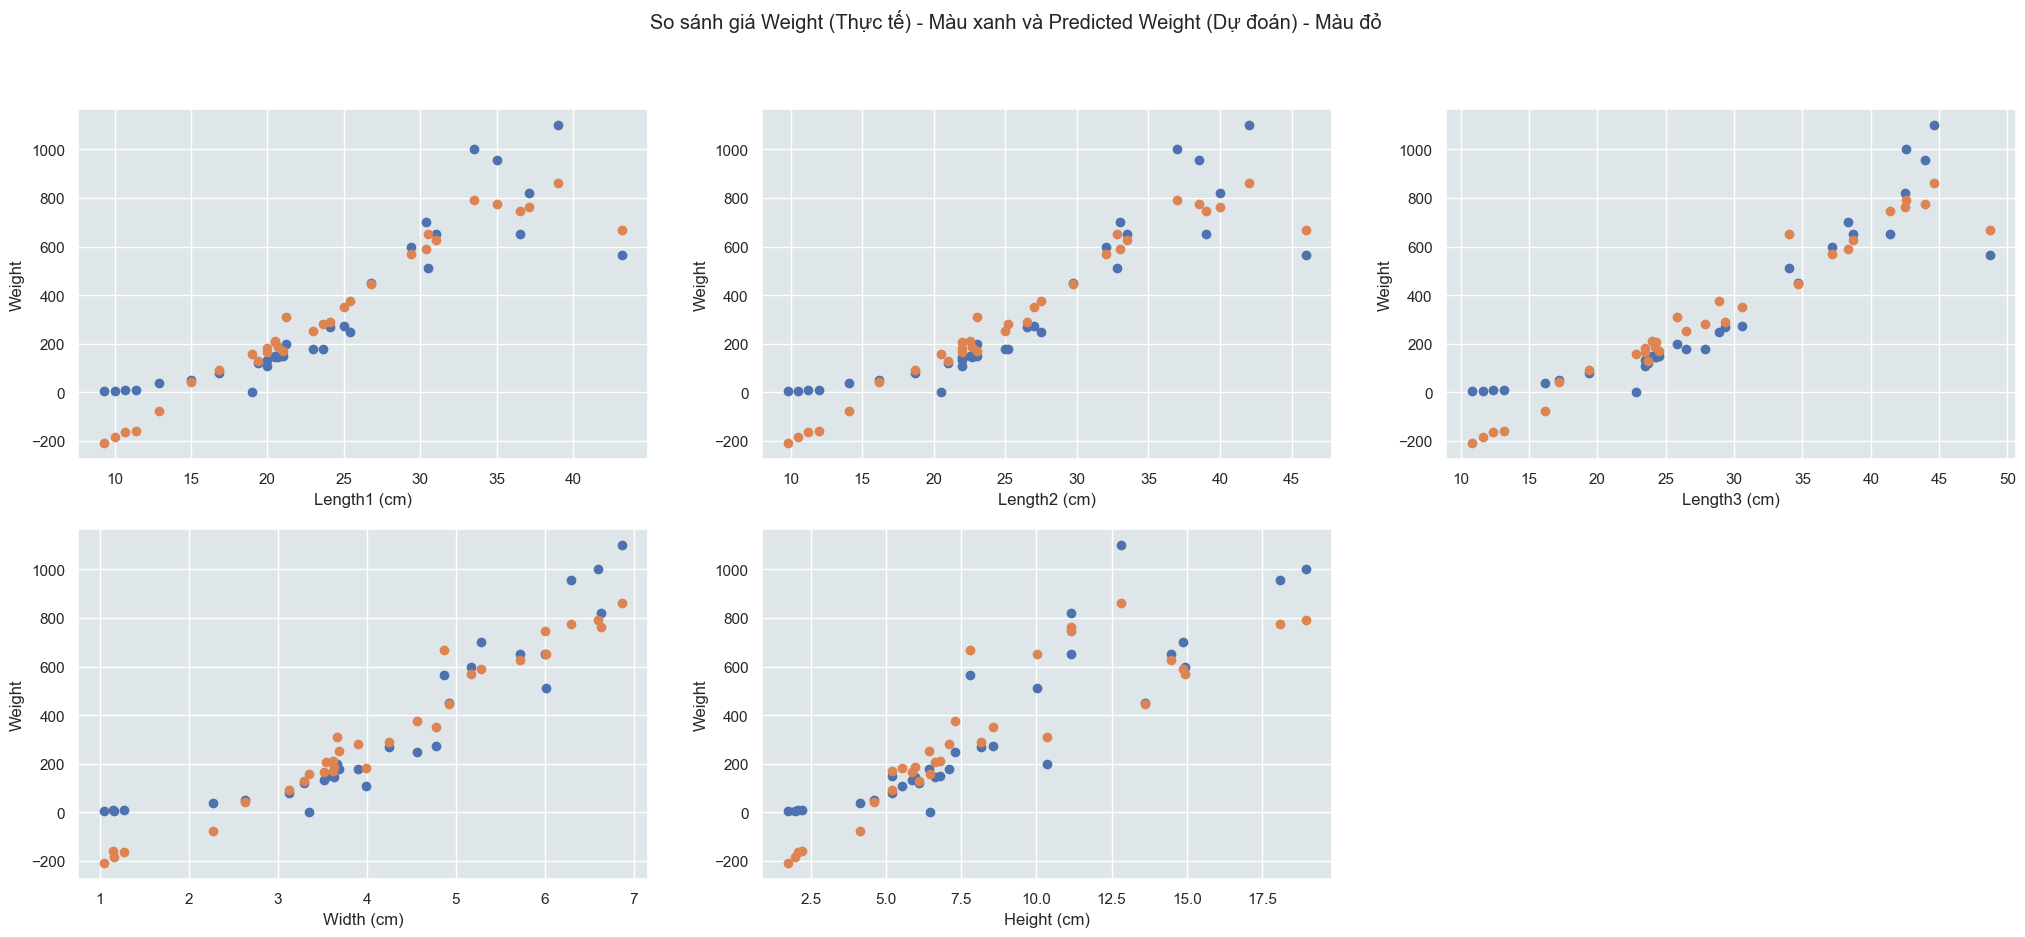 So sánh giá Weight (Thực tế) - Màu xanh và Predicted Weight (Dự đoán) - Màu đỏ
1000
800
600
400
200
0
−200
Weight
10 15 20 25 30 35 40
Length1 (cm)
1000
800
600
400
200
0
−200
Weight
10 15 20 25 30 35 40 45
Length2 (cm)
1000
800
600
400
200
0
−200
Weight
10 15 20 25 30 35 40 45 50
Length3 (cm)
1000
800
600
400
200
0
−200
Weight
1 2 3 4 5 6 7
Width (cm)
1000
800
600
400
200
0
−200
Weight
2.5 5.0 7.5 10.0 12.5 15.0 17.5
Height (cm)